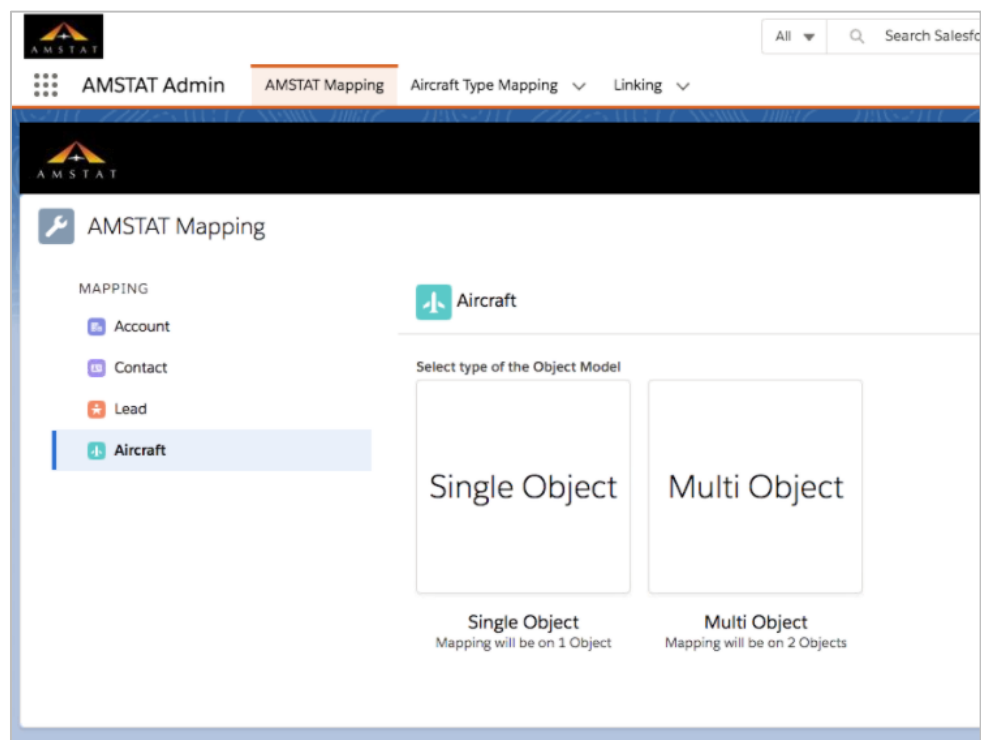 AMSTAT
All
Search Salesfo
AMSTAT Admin
AMSTAT Mapping
Aircraft Type Mapping
Linking
AMSTAT
AMSTAT Mapping
MAPPING
Account
Contact
Lead
Aircraft
Aircraft
Select type of the Object Model
Single Object
Multi Object
Single Object
Mapping will be on 1 Object
Multi Object
Mapping will be on 2 Objects